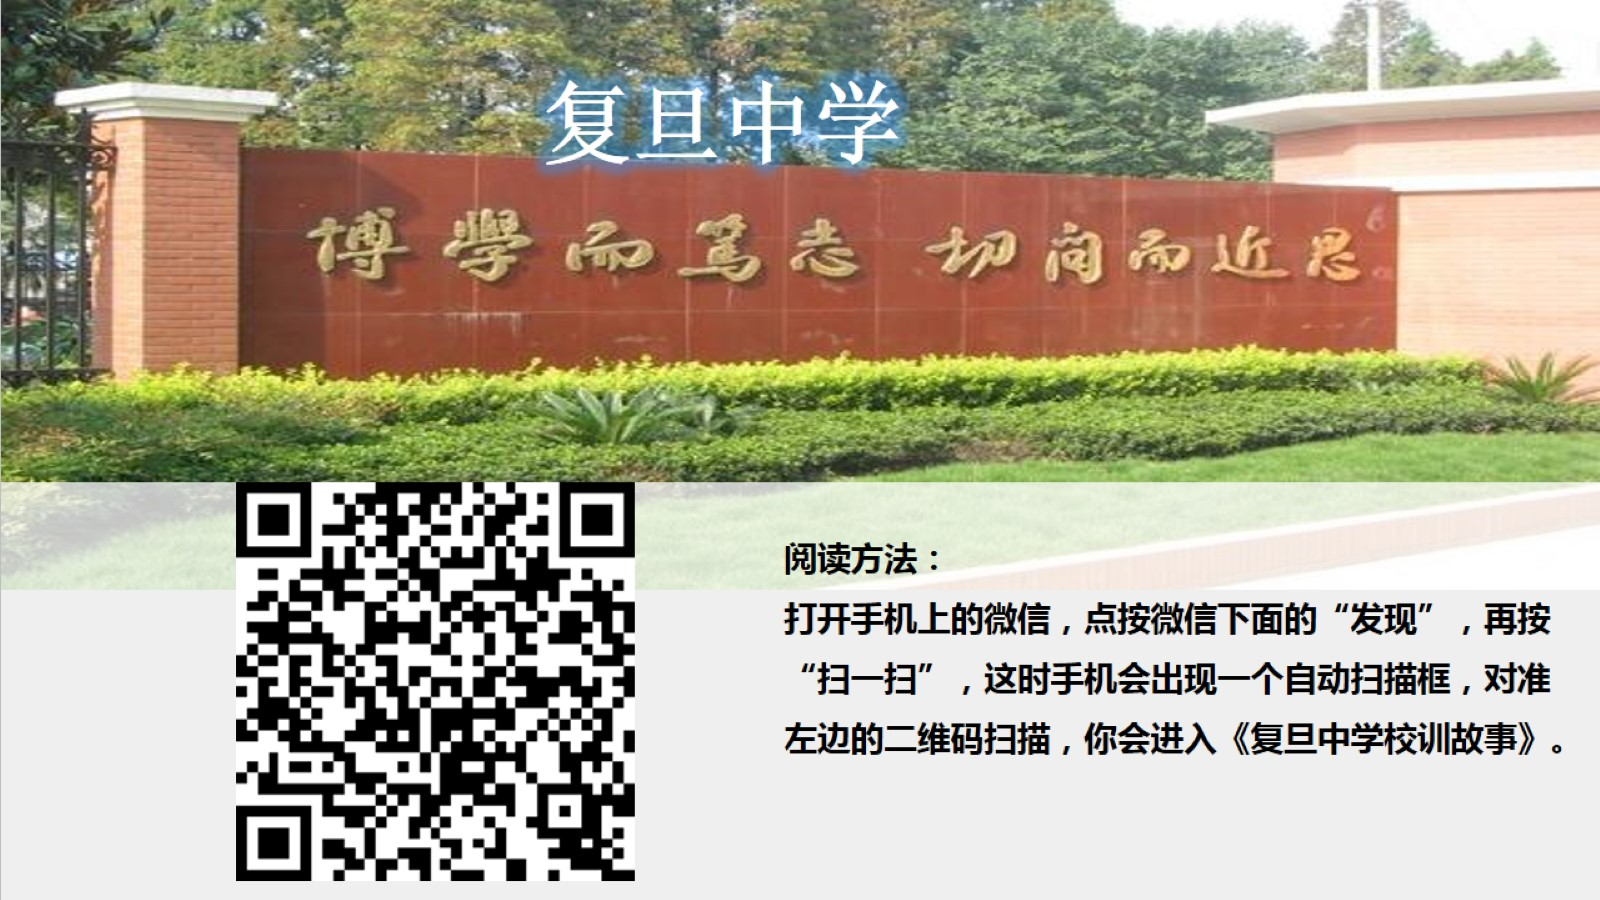 复旦中学
博學而篤志 切问而近思
阅读方法：
打开手机上的微信，点按微信下面的“发现”，再按
“扫一扫”，这时手机会出现一个自动扫描框，对准
左边的二维码扫描，你会进入《复旦中学校训故事》。